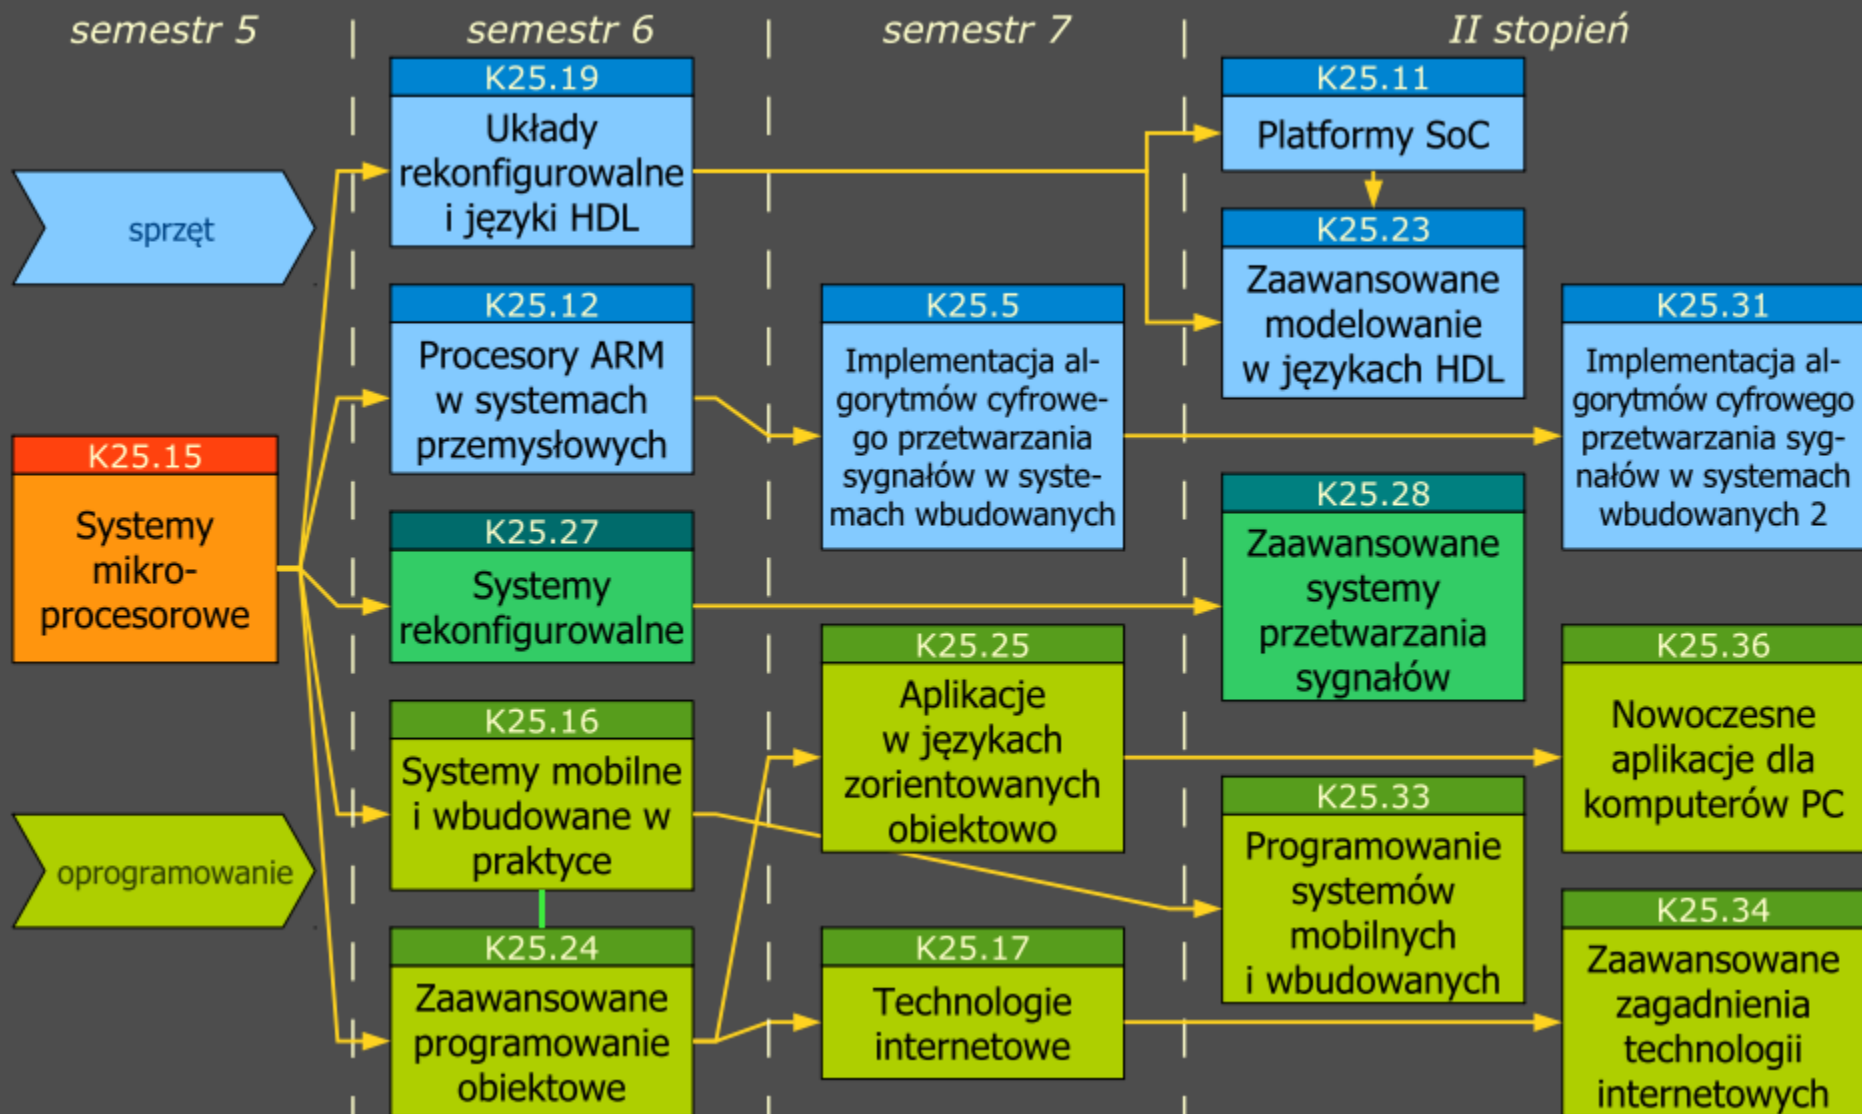 semestr 5
semestr 6
semestr 7
II stopień
sprzęt
K25.15
Systemy
mikro-
procesorowe
oprogramowanie
K25.19
Układy
rekonfigurowalne
i języki HDL
K25.12
Procesory ARM
w systemach
przemysłowych
K25.27
Systemy
rekonfigurowalne
K25.16
Systemy mobilne
i wbudowane w
praktyce
K25.24
Zaawansowane
programowanie
obiektowe
K25.5
Implementacja al-
gorytmów cyfrowe-
go przetwarzania
sygnałów w syste-
mach wbudowanych
K25.25
Aplikacje
w językach
zorientowanych
obiektowo
K25.17
Technologie
internetowe
K25.11
Platformy SoC
K25.23
Zaawansowane
modelowanie
w językach HDL
K25.28
Zaawansowane
systemy
przetwarzania
sygnałów
K25.33
Programowanie
systemów
mobilnych
i wbudowanych
K25.31
Implementacja al-
gorytmów cyfrowego
przetwarzania syg-
nałów w systemach
wbudowanych 2
K25.36
Nowoczesne
aplikacje dla
komputerów PC
K25.34
Zaawansowane
zagadnienia
technologii
internetowych